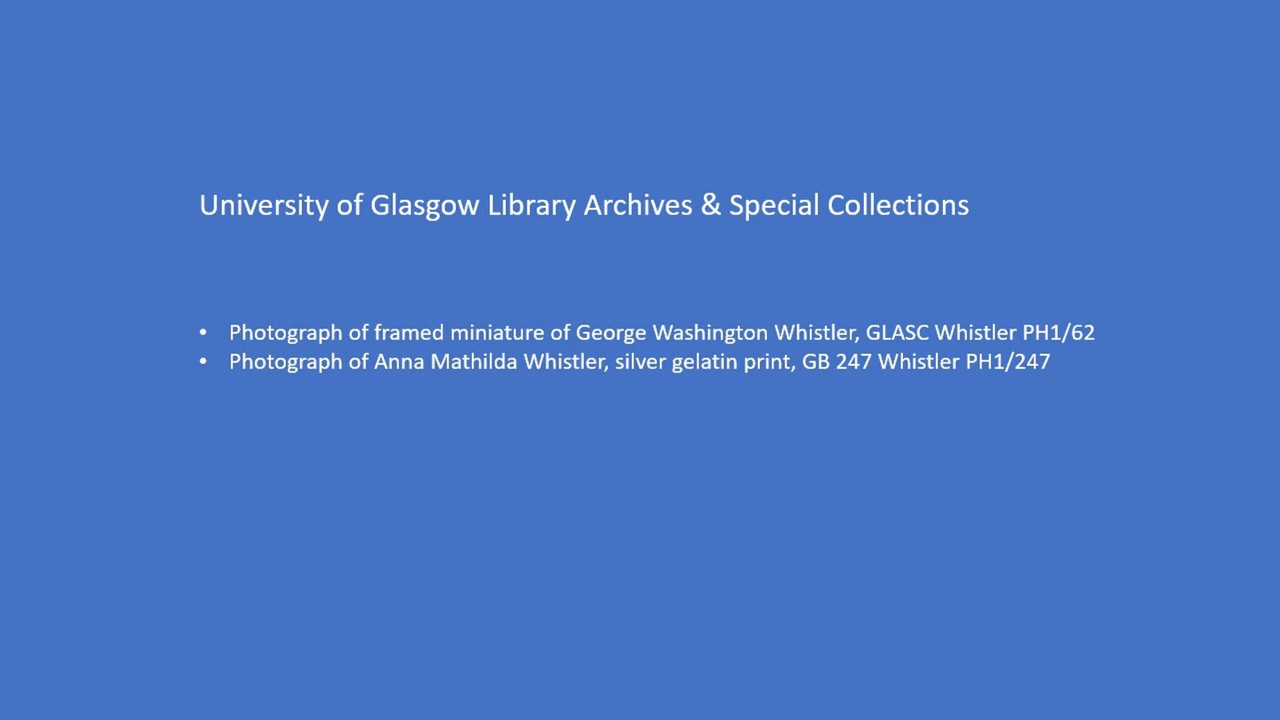 University of Glasgow Library Archives & Special Collections
• Photograph of framed miniature of George Washington Whistler, GLASC Whistler PH1/62
• Photograph of Anna Mathilda Whistler, silver gelatin print, GB 247 Whistler PH1/247